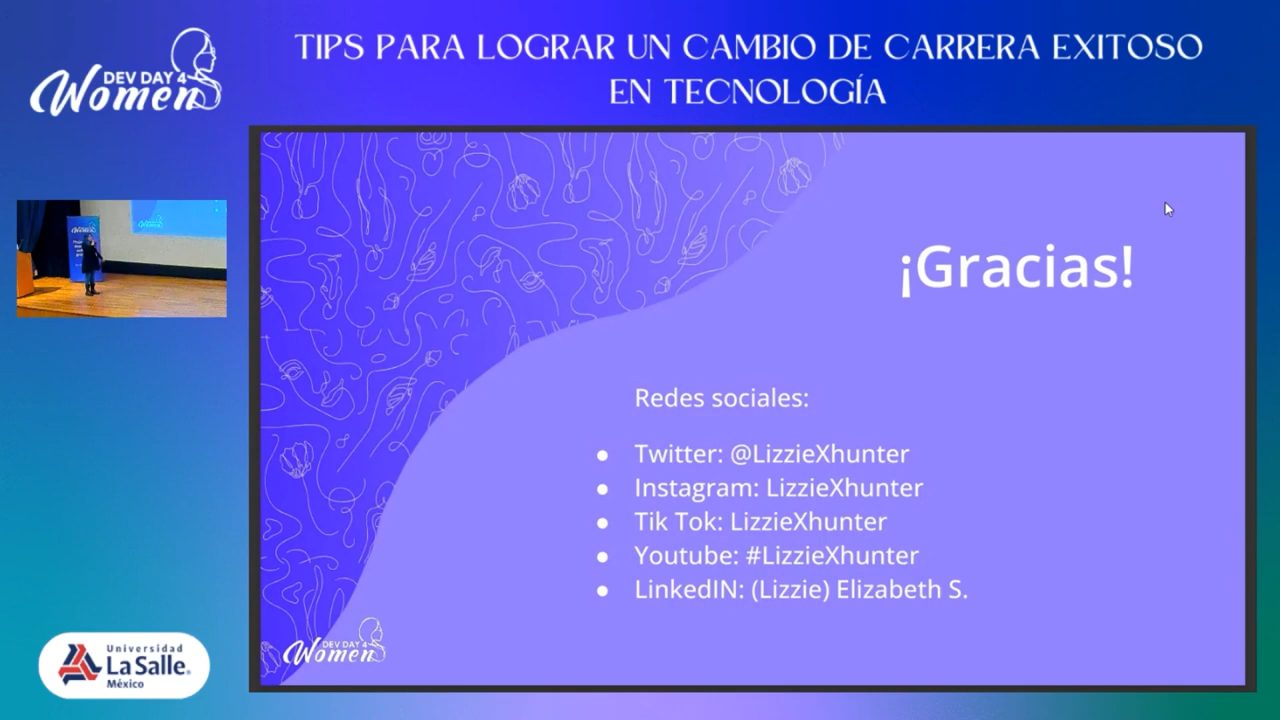 DEV DAY 4
Women
TIPS PARA LOGRAR UN CAMBIO DE CARRERA EXITOSO
EN TECNOLOGÍA
¡Gracias!
Redes sociales:
● Twitter: @LizzieXhunter
● Instagram: LizzieXhunter
● Tik Tok: LizzieXhunter
● Youtube: #LizzieXhunter
● LinkedIN: (Lizzie) Elizabeth S.
DEV DAY 4
Women
Universidad
La Salle®
México